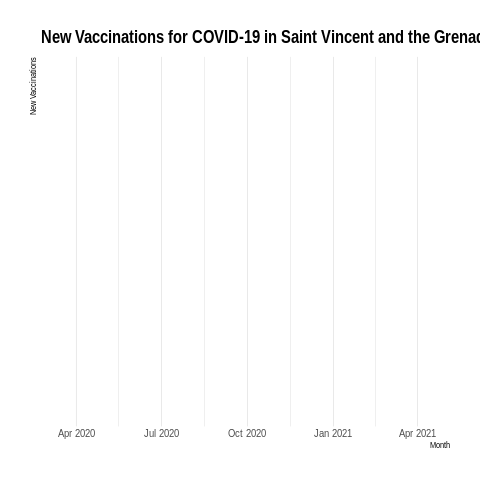 New Vaccinations for COVID-19 in Saint Vincent and the Grenad
New Vaccinations
Apr 2020 Jul 2020 Oct 2020 Jan 2021 Apr 2021
Month